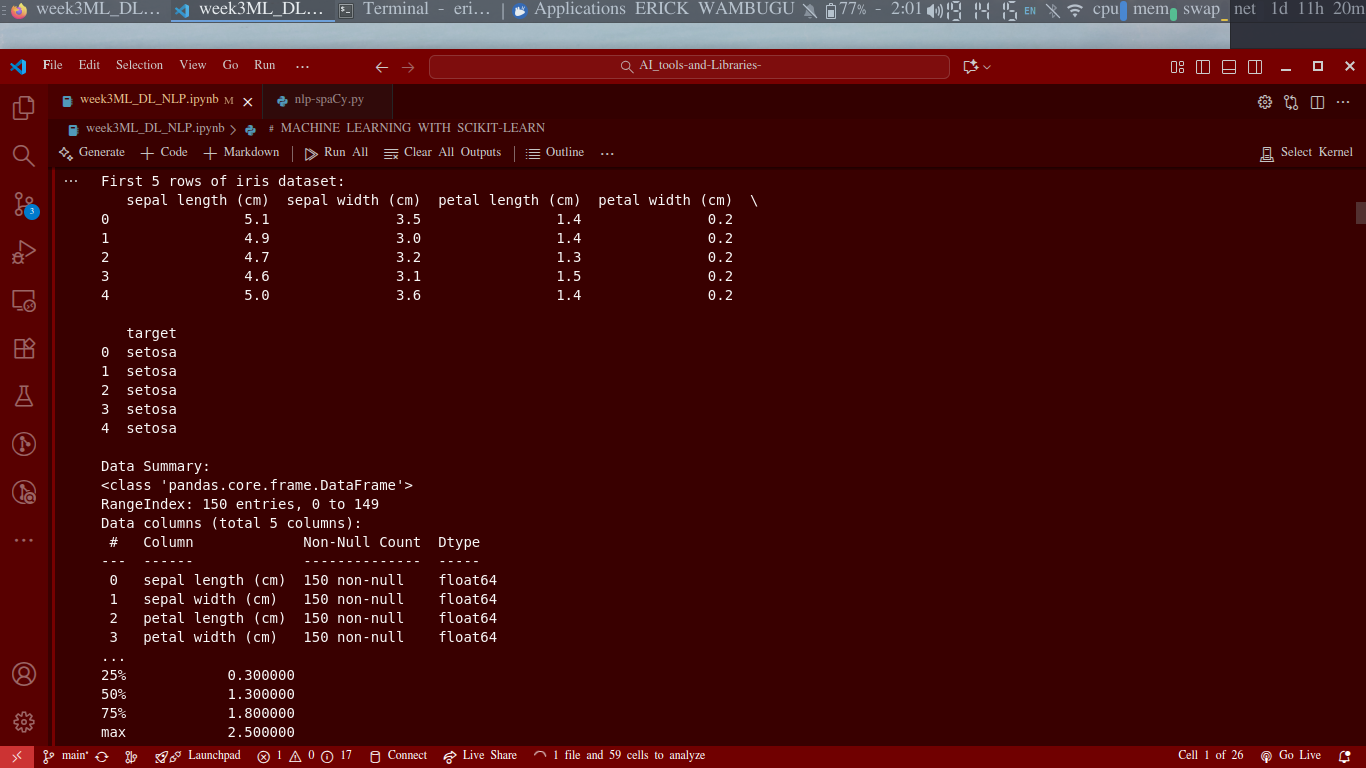 week3ML_DL... week3ML_DL... Terminal - eri... Applications ERICK WAMBUGU 77% - 2:01 19 14 15 EN cpu mem swap net 1d 11h 20m
File Edit Selection View Go Run ... AI_tools-and-Libraries-
week3ML_DL_NLP.ipynb M nlp-spaCy.py
week3ML_DL_NLP.ipynb > # MACHINE LEARNING WITH SCIKIT-LEARN
Generate + Code + Markdown | Run All Clear All Outputs | Outline ... Select Kernel
... First 5 rows of iris dataset:
sepal length (cm) sepal width (cm) petal length (cm) petal width (cm) \
0 5.1 3.5 1.4 0.2
1 4.9 3.0 1.4 0.2
2 4.7 3.2 1.3 0.2
3 4.6 3.1 1.5 0.2
4 5.0 3.6 1.4 0.2
target
0 setosa
1 setosa
2 setosa
3 setosa
4 setosa
Data Summary:
<class 'pandas.core.frame.DataFrame'>
RangeIndex: 150 entries, 0 to 149
Data columns (total 5 columns):
# Column Non-Null Count Dtype
--- ------ -------------- -----
0 sepal length (cm) 150 non-null float64
1 sepal width (cm) 150 non-null float64
2 petal length (cm) 150 non-null float64
3 petal width (cm) 150 non-null float64
...
25% 0.300000
50% 1.300000
75% 1.800000
max 2.500000
3
main* Launchpad 1 0 17 Connect Live Share 1 file and 59 cells to analyze Cell 1 of 26 Go Live